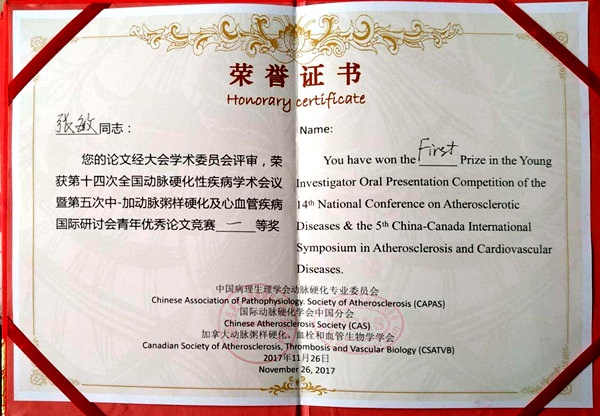 荣誉证书
Honorary certificate
张敏同志：
您的论文经大会学术委员会评审，荣
获第十四次全国动脉硬化性疾病学术会议
暨第五次中-加动脉粥样硬化及心血管疾病
国际研讨会青年优秀论文竞赛 一 等奖
Name:
You have won the First Prize in the Young
Investigator Oral Presentation Competition of the
14th National Conference on Atherosclerotic
Diseases & the 5th China-Canada International
Symposium in Atherosclerosis and Cardiovascular
Diseases.
中国病理生理学会动脉硬化专业委员会
Chinese Association of Pathophysiology. Society of Atherosclerosis (CAPAS)
国际动脉硬化学会中国分会
Chinese Atherosclerosis Society (CAS)
加拿大动脉粥样硬化、血栓和血管生物学学会
Canadian Society of Atherosclerosis, Thrombosis and Vascular Biology (CSATVB)
2017年11月26日
November 26, 2017